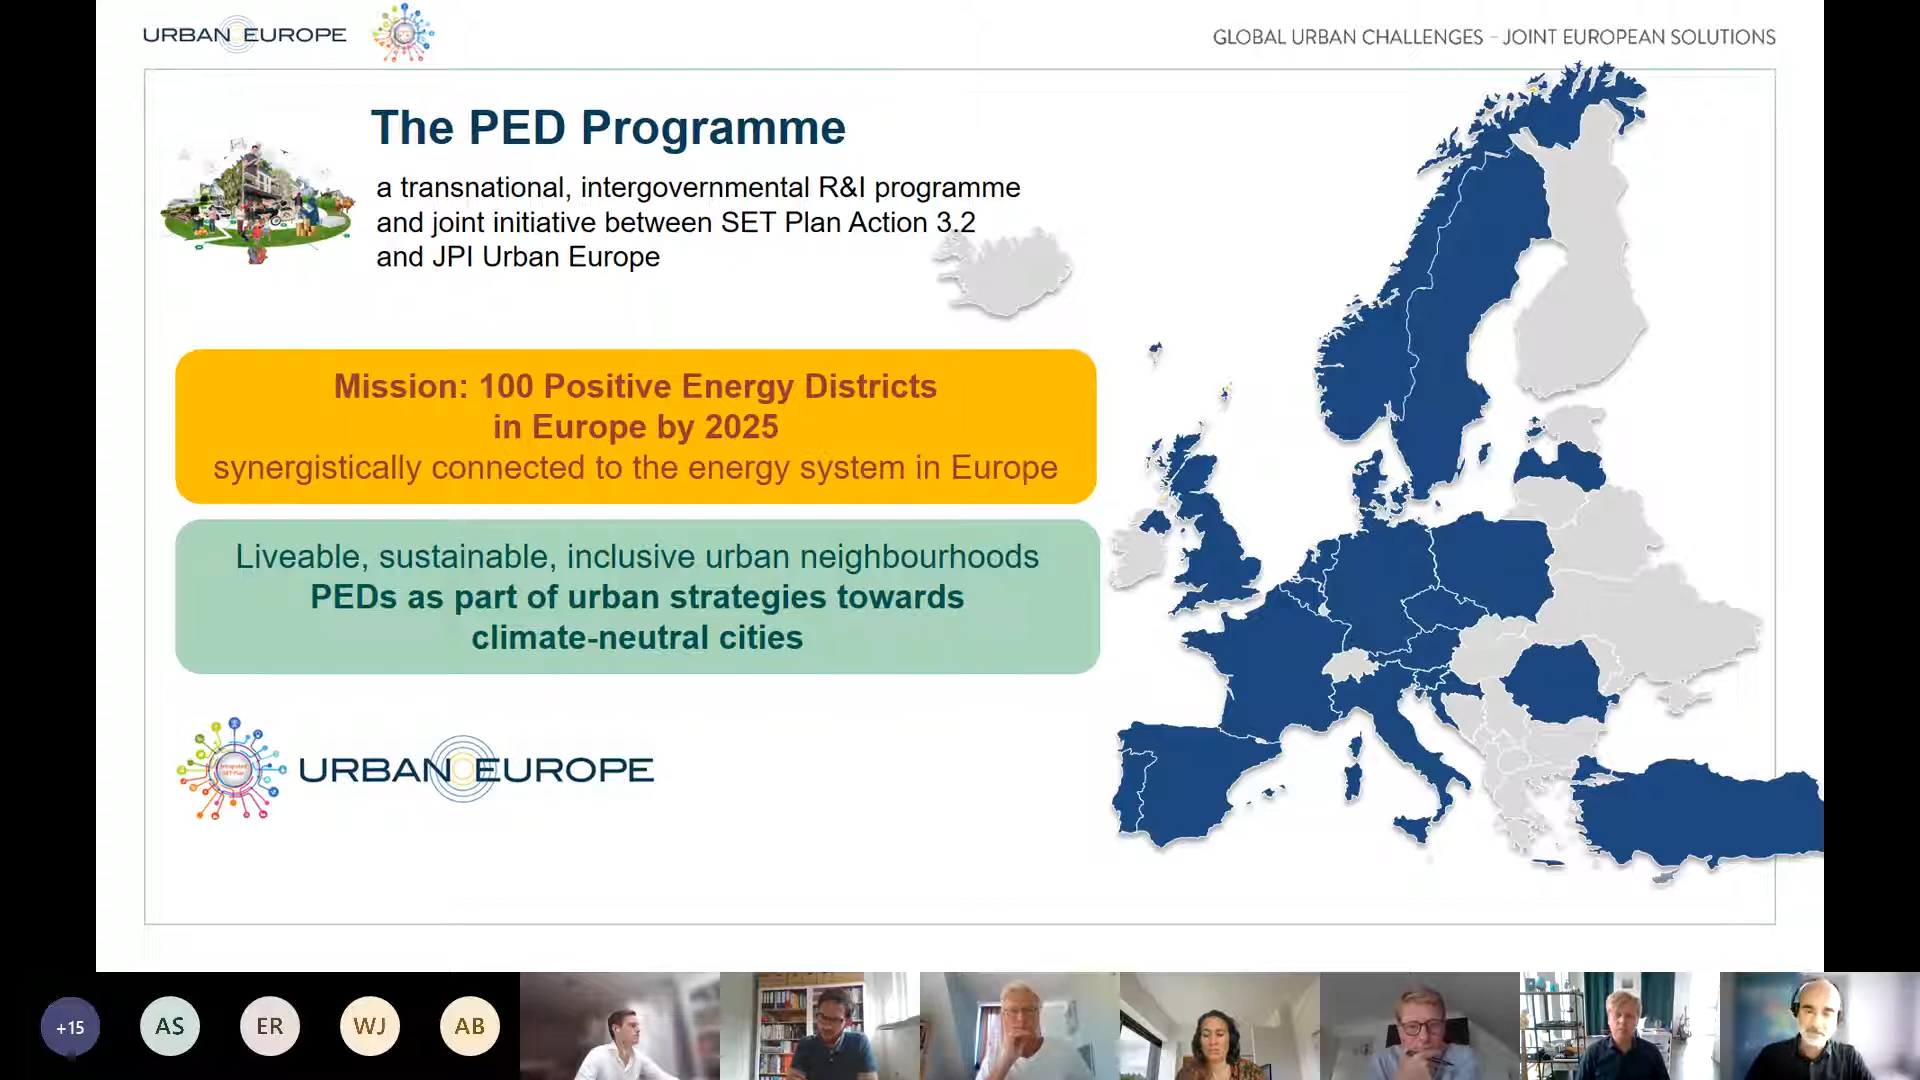 URBAN EUROPE
GLOBAL URBAN CHALLENGES – JOINT EUROPEAN SOLUTIONS
The PED Programme
a transnational, intergovernmental R&I programme
and joint initiative between SET Plan Action 3.2
and JPI Urban Europe
Mission: 100 Positive Energy Districts
in Europe by 2025
synergistically connected to the energy system in Europe
Liveable, sustainable, inclusive urban neighbourhoods
PEDs as part of urban strategies towards
climate-neutral cities
Integrated
SET-Plan
URBAN EUROPE
+15
AS
ER
WJ
AB